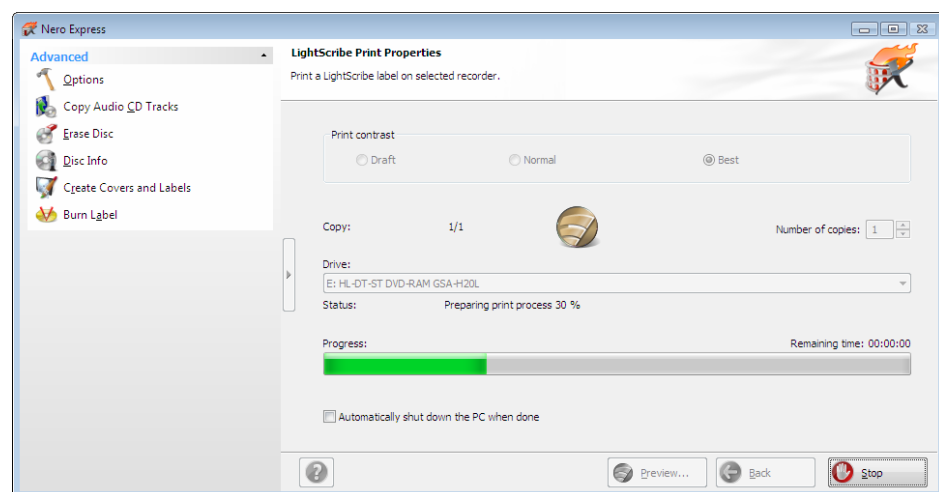 Nero Express
Advanced
Options
Copy Audio CD Tracks
Erase Disc
Disc Info
Create Covers and Labels
Burn Label
LightScribe Print Properties
Print a LightScribe label on selected recorder.
Print contrast
Draft Normal Best
Copy: 1/1 Number of copies: 1
Drive:
E: HL-DT-ST DVD-RAM GSA-H20L
Status: Preparing print process 30 %
Progress: Remaining time: 00:00:00
Automatically shut down the PC when done
? Preview... Back Stop